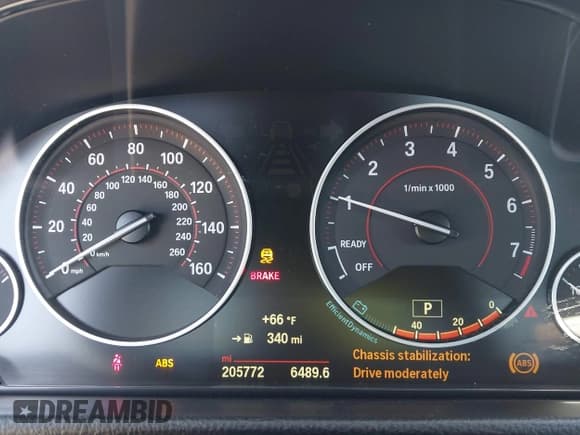 0 20 40 60 80 100 120 140 160
mph
0 20 40 60 80 100 120 140 160 180 200 220 240 260
km/h
1 2 3 4 5 6 7
1/min x 1000
READY
OFF
BRAKE
+66 °F
340 mi
mi
205772 6489.6
ABS
P
EfficientDynamics
40 20 0
Chassis stabilization:
Drive moderately
ABS
DREAMBID